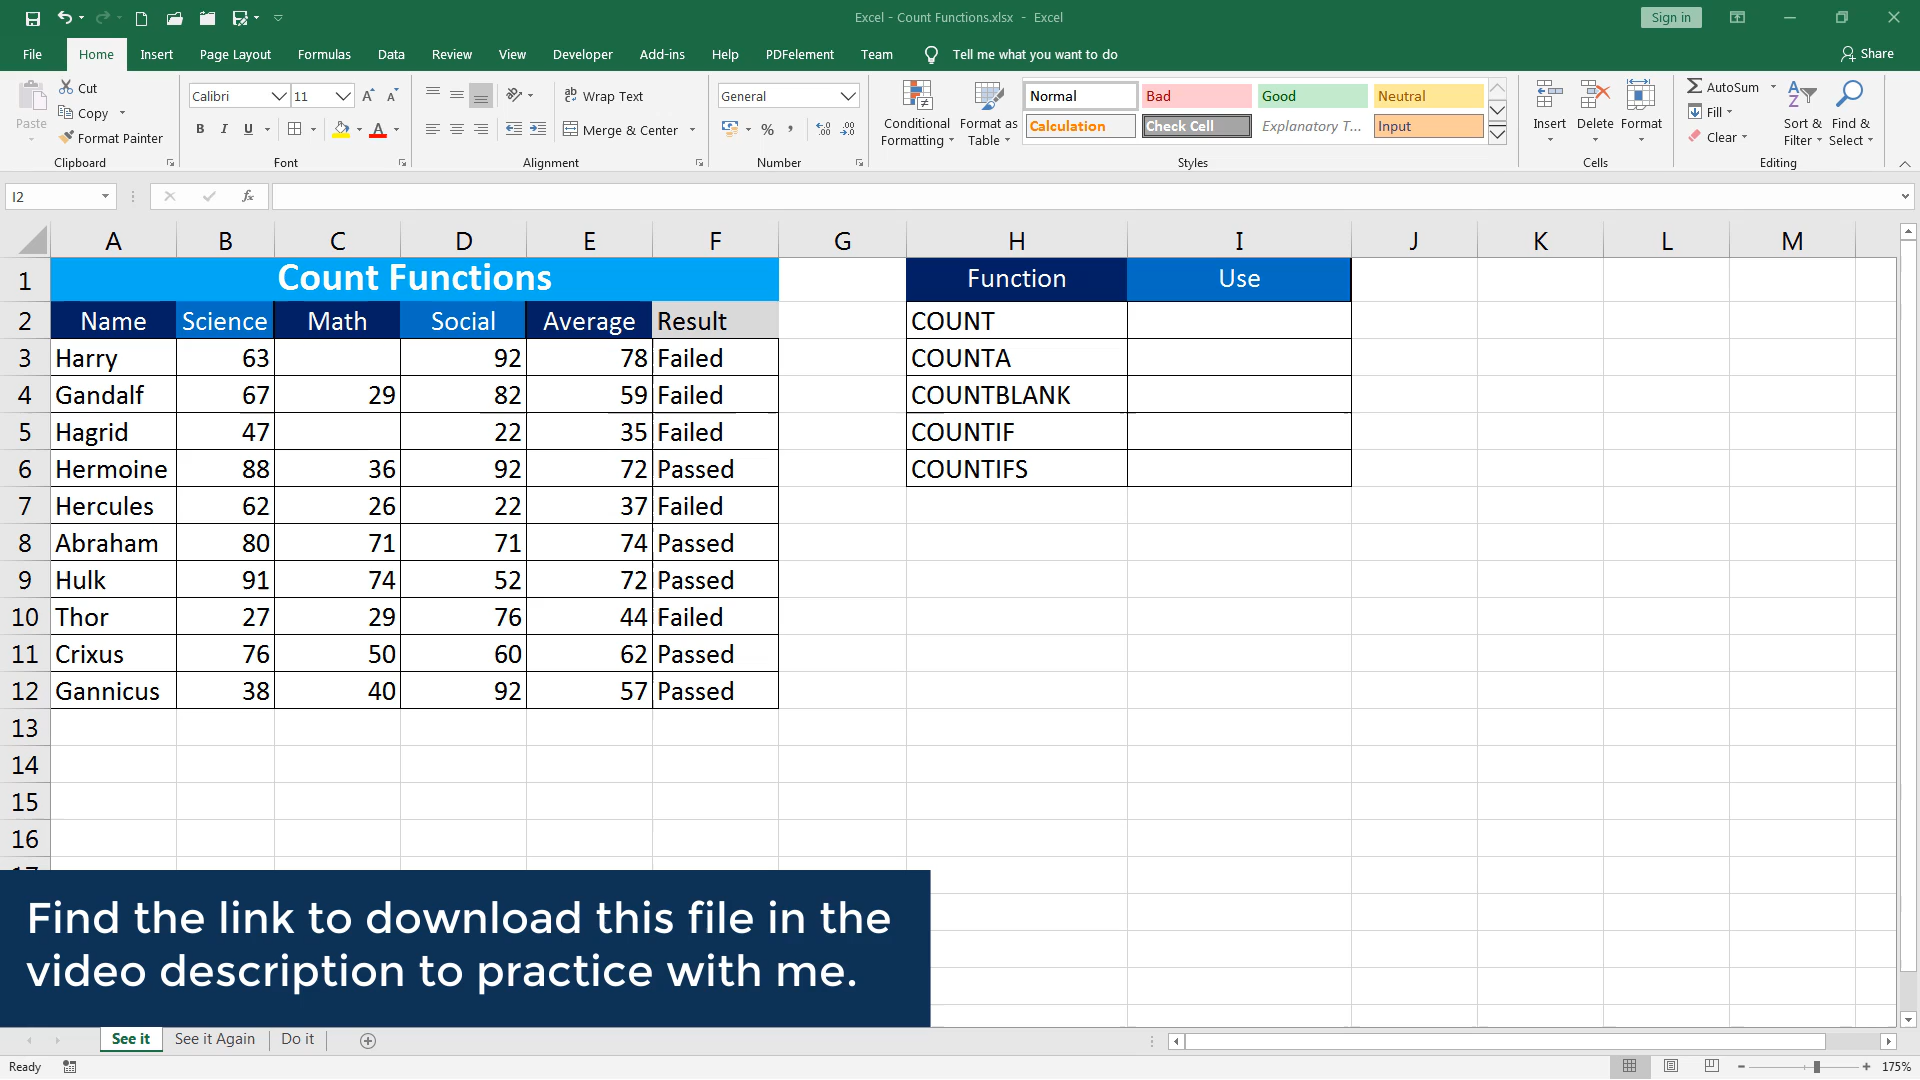 Excel - Count Functions.xlsx - Excel
Sign in
File Home Insert Page Layout Formulas Data Review View Developer Add-ins Help PDFelement Team Tell me what you want to do Share
Paste
Cut
Copy
Format Painter
Clipboard
Calibri 11
B I U
Font
Wrap Text
Merge & Center
Alignment
General
Number
Conditional Formatting
Format as Table
Normal Bad Good Neutral
Calculation Check Cell Explanatory T... Input
Styles
Insert Delete Format
Cells
AutoSum
Fill
Clear
Sort & Filter
Find & Select
Editing
I2
fx
A B C D E F G H I J K L M
1 Count Functions Function Use
2 Name Science Math Social Average Result COUNT
3 Harry 63 92 78 Failed COUNTA
4 Gandalf 67 29 82 59 Failed COUNTBLANK
5 Hagrid 47 22 35 Failed COUNTIF
6 Hermoine 88 36 92 72 Passed COUNTIFS
7 Hercules 62 26 22 37 Failed
8 Abraham 80 71 71 74 Passed
9 Hulk 91 74 52 72 Passed
10 Thor 27 29 76 44 Failed
11 Crixus 76 50 60 62 Passed
12 Gannicus 38 40 92 57 Passed
13
14
15
16
Find the link to download this file in the
video description to practice with me.
See it See it Again Do it
Ready
175%